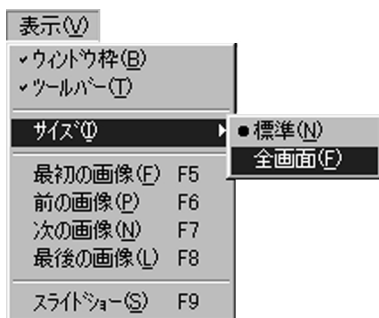 表示(V)
ウィンドウ枠(B)
ツールバー(T)
サイズ(I)
標準(N)
全画面(F)
最初の画像(F) F5
前の画像(P) F6
次の画像(N) F7
最後の画像(L) F8
スライドショー(S) F9